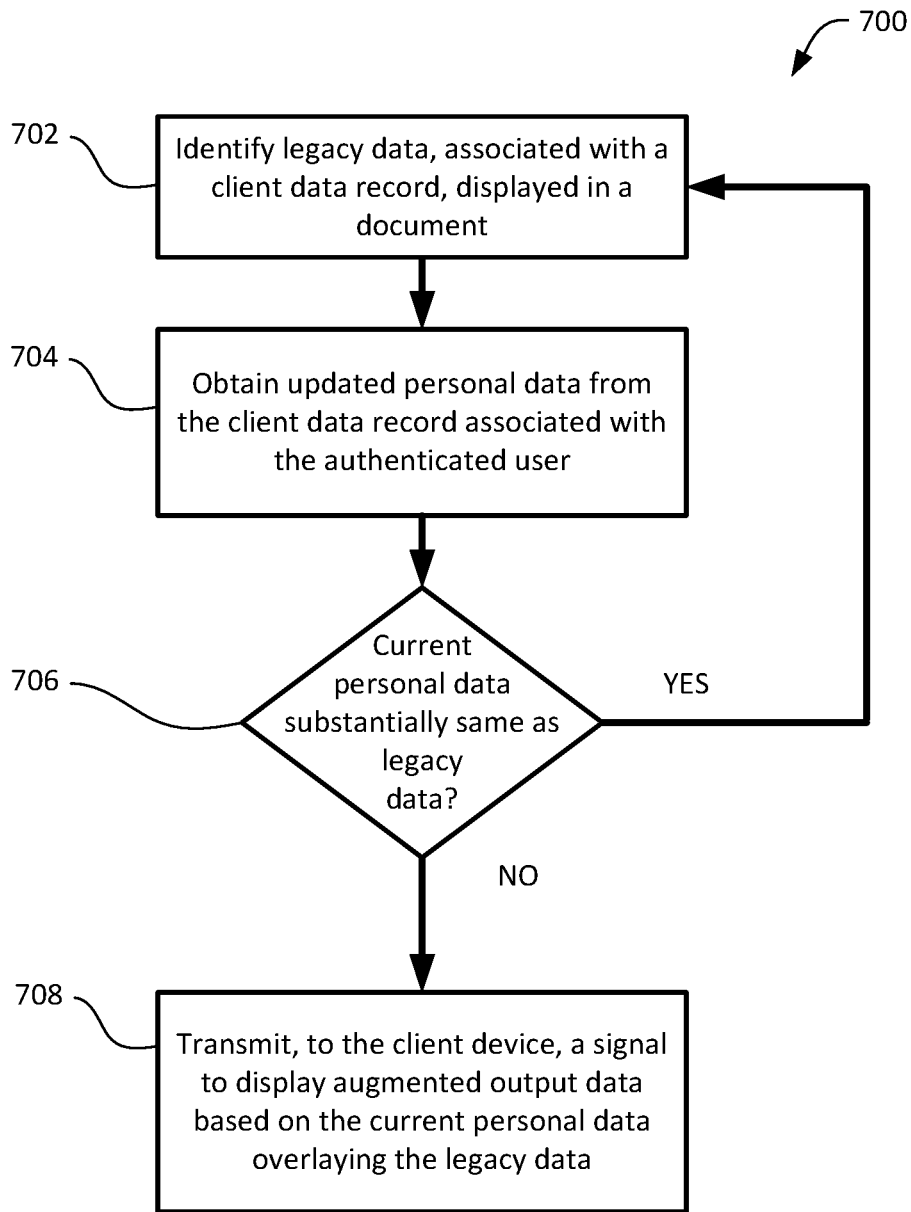 700
702
Identify legacy data, associated with a
client data record, displayed in a
document
704
Obtain updated personal data from
the client data record associated with
the authenticated user
706
Current
personal data
substantially same as
legacy
data?
YES
NO
708
Transmit, to the client device, a signal
to display augmented output data
based on the current personal data
overlaying the legacy data